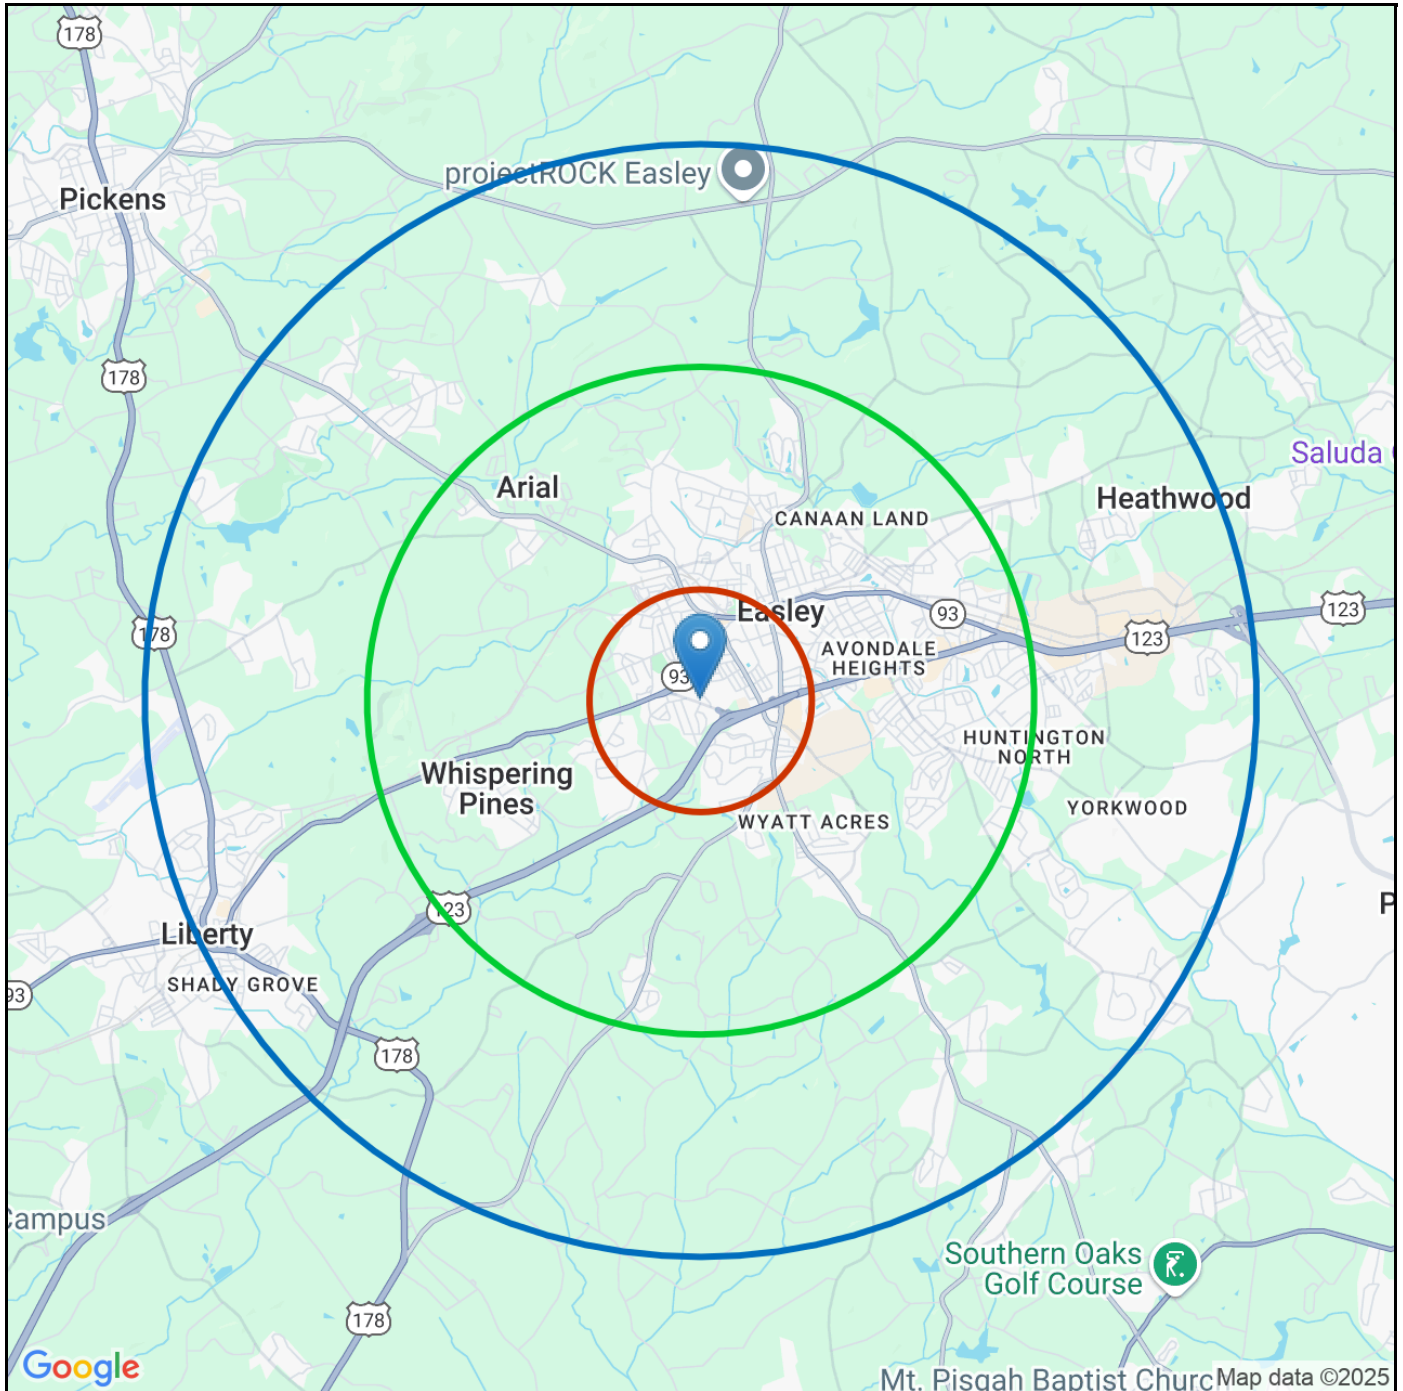 178
projectROCK Easley
Pickens
178
Saluda
Arial
Heathwood
CANAAN LAND
Easley
93
123
123
178
AVONDALE
HEIGHTS
93
HUNTINGTON
NORTH
Whispering
Pines
YORKWOOD
WYATT ACRES
123
P
Liberty
SHADY GROVE
93
178
Campus
Southern Oaks
Golf Course
178
Google
Mt. Pisgah Baptist Church
Map data ©2025